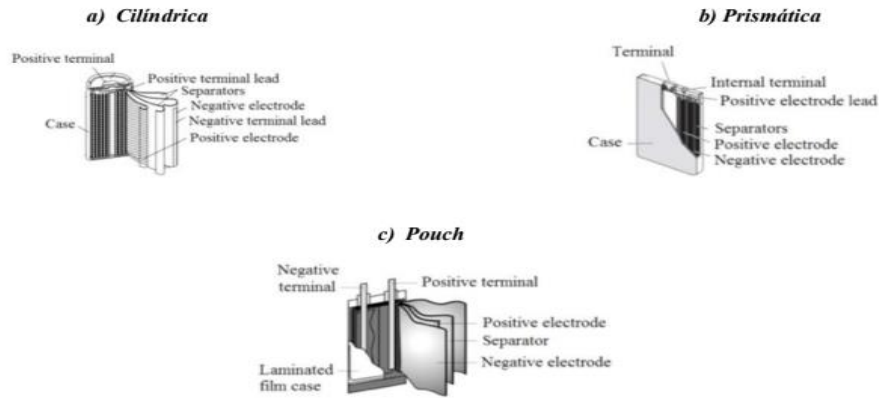 a) Cilíndrica
Positive terminal
Positive terminal lead
Separators
Negative electrode
Negative terminal lead
Positive electrode
Case
b) Prismática
Terminal
Internal terminal
Positive electrode lead
Separators
Positive electrode
Negative electrode
Case
c) Pouch
Negative
terminal
Positive terminal
Positive electrode
Separator
Negative electrode
Laminated
film case